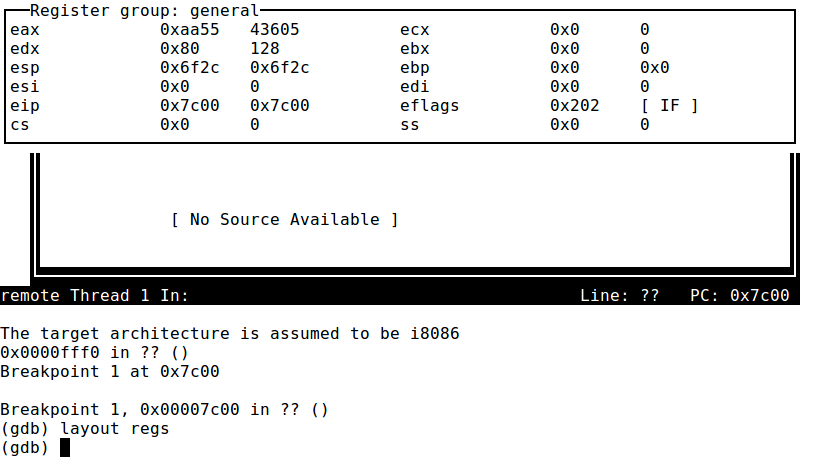 Register group: general
eax 0xaa55 43605 ecx 0x0 0
edx 0x80 128 ebx 0x0 0
esp 0x6f2c 0x6f2c ebp 0x0 0x0
esi 0x0 0 edi 0x0 0
eip 0x7c00 0x7c00 eflags 0x202 [ IF ]
cs 0x0 0 ss 0x0 0
[ No Source Available ]
remote Thread 1 In: Line: ?? PC: 0x7c00
The target architecture is assumed to be i8086
0x0000fff0 in ?? ()
Breakpoint 1 at 0x7c00
Breakpoint 1, 0x00007c00 in ?? ()
(gdb) layout regs
(gdb)